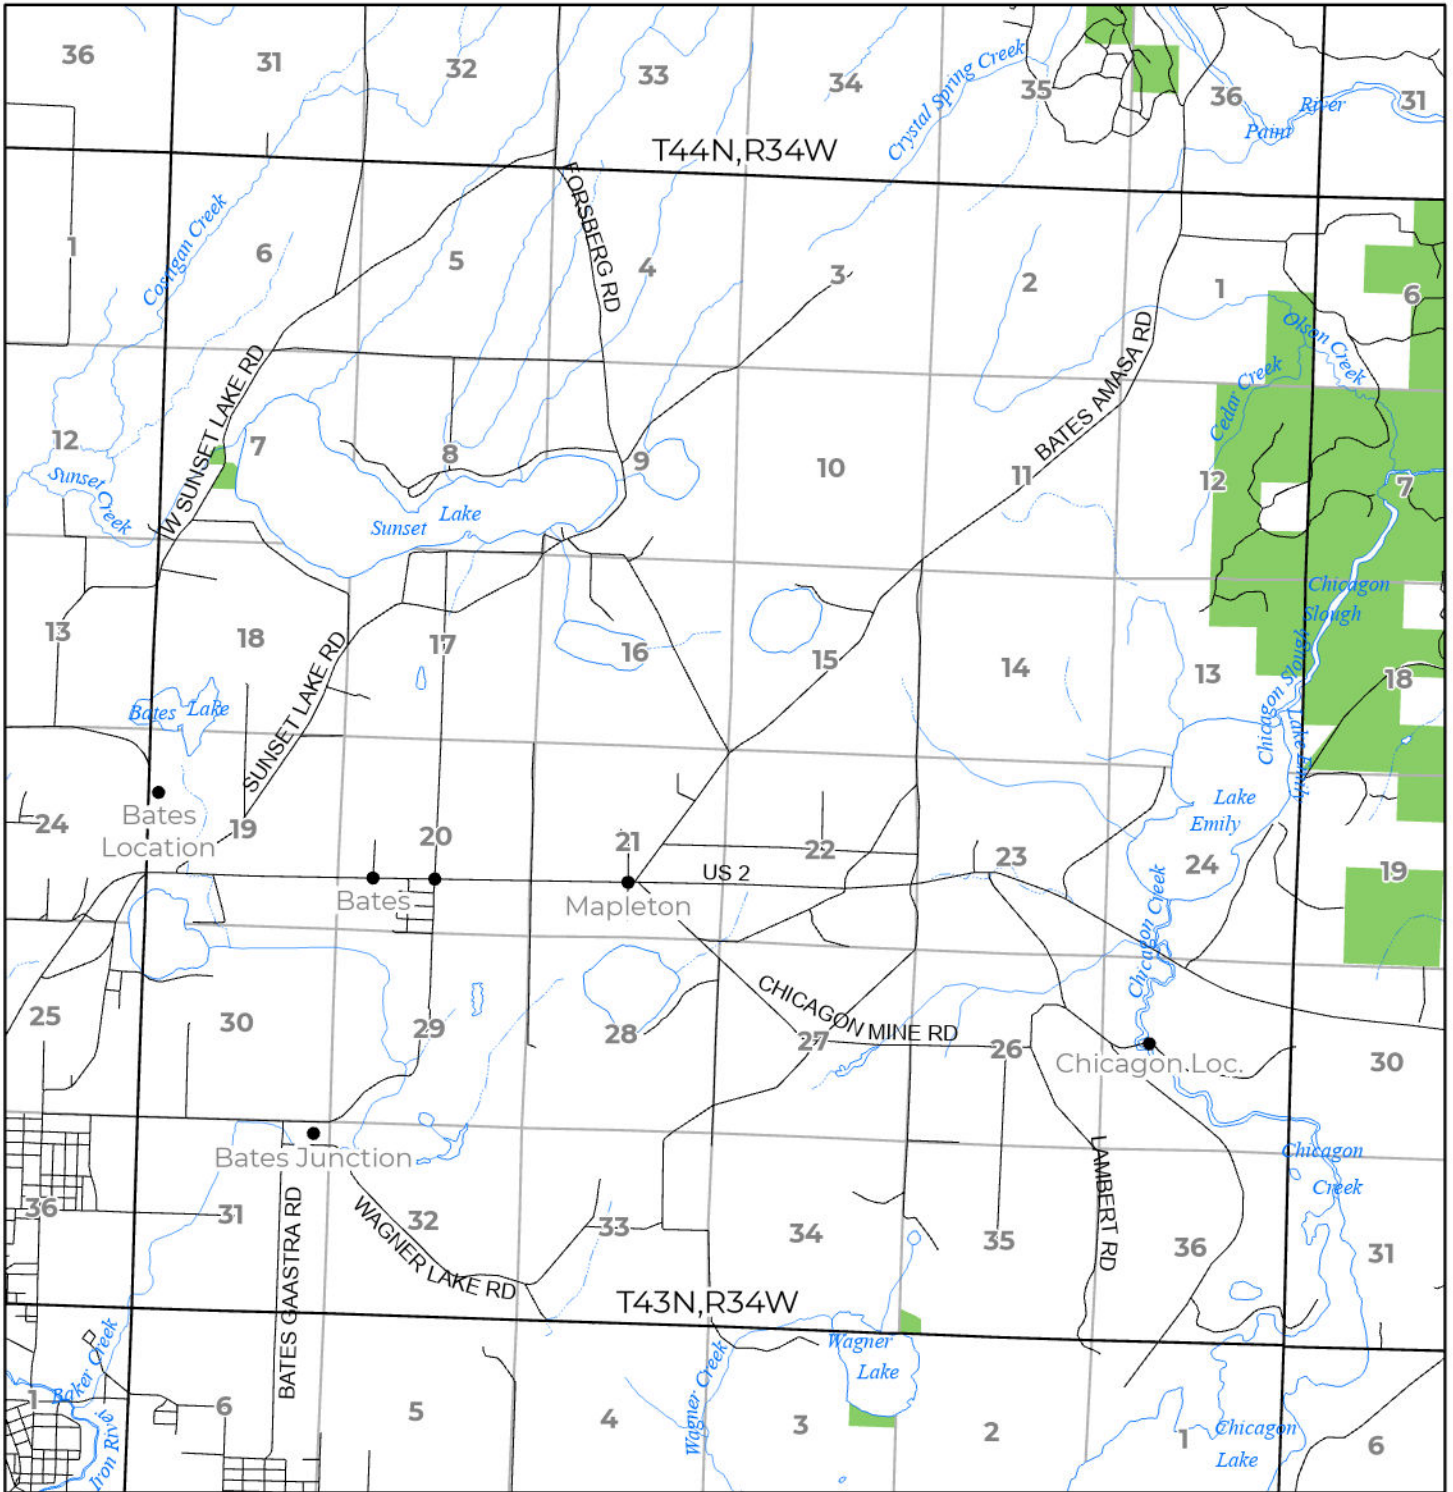 36
31
32
33
34
Crystal Spring Creek
35
36
River
31
Paint
T44N,R34W
FORSBERG RD
Costigan Creek
1
6
5
4
3
2
1
6
Olson Creek
BATES AMASA RD
Cedar Creek
W SUNSET LAKE RD
12
7
8
9
10
11
12
7
Sunset
Creek
Sunset Lake
Chicagon
Slough
13
18
17
16
15
14
13
18
SUNSET LAKE RD
Chicagon Slough
Bates Lake
Lake Emily
Bates
Location
Lake
Emily
24
19
20
21
22
23
24
19
US 2
Bates
Mapleton
Chicagon Creek
CHICAGON MINE RD
25
30
29
28
27
26
30
Chicagon Loc.
Bates Junction
LAMBERT RD
Chicagon
Creek
36
31
32
33
34
35
36
31
BATES GAASTRA RD
WAGNER LAKE RD
T43N,R34W
Baker Creek
Wagner Creek
Wagner
Lake
1
6
5
4
3
2
1
6
Iron River
Chicagon
Lake